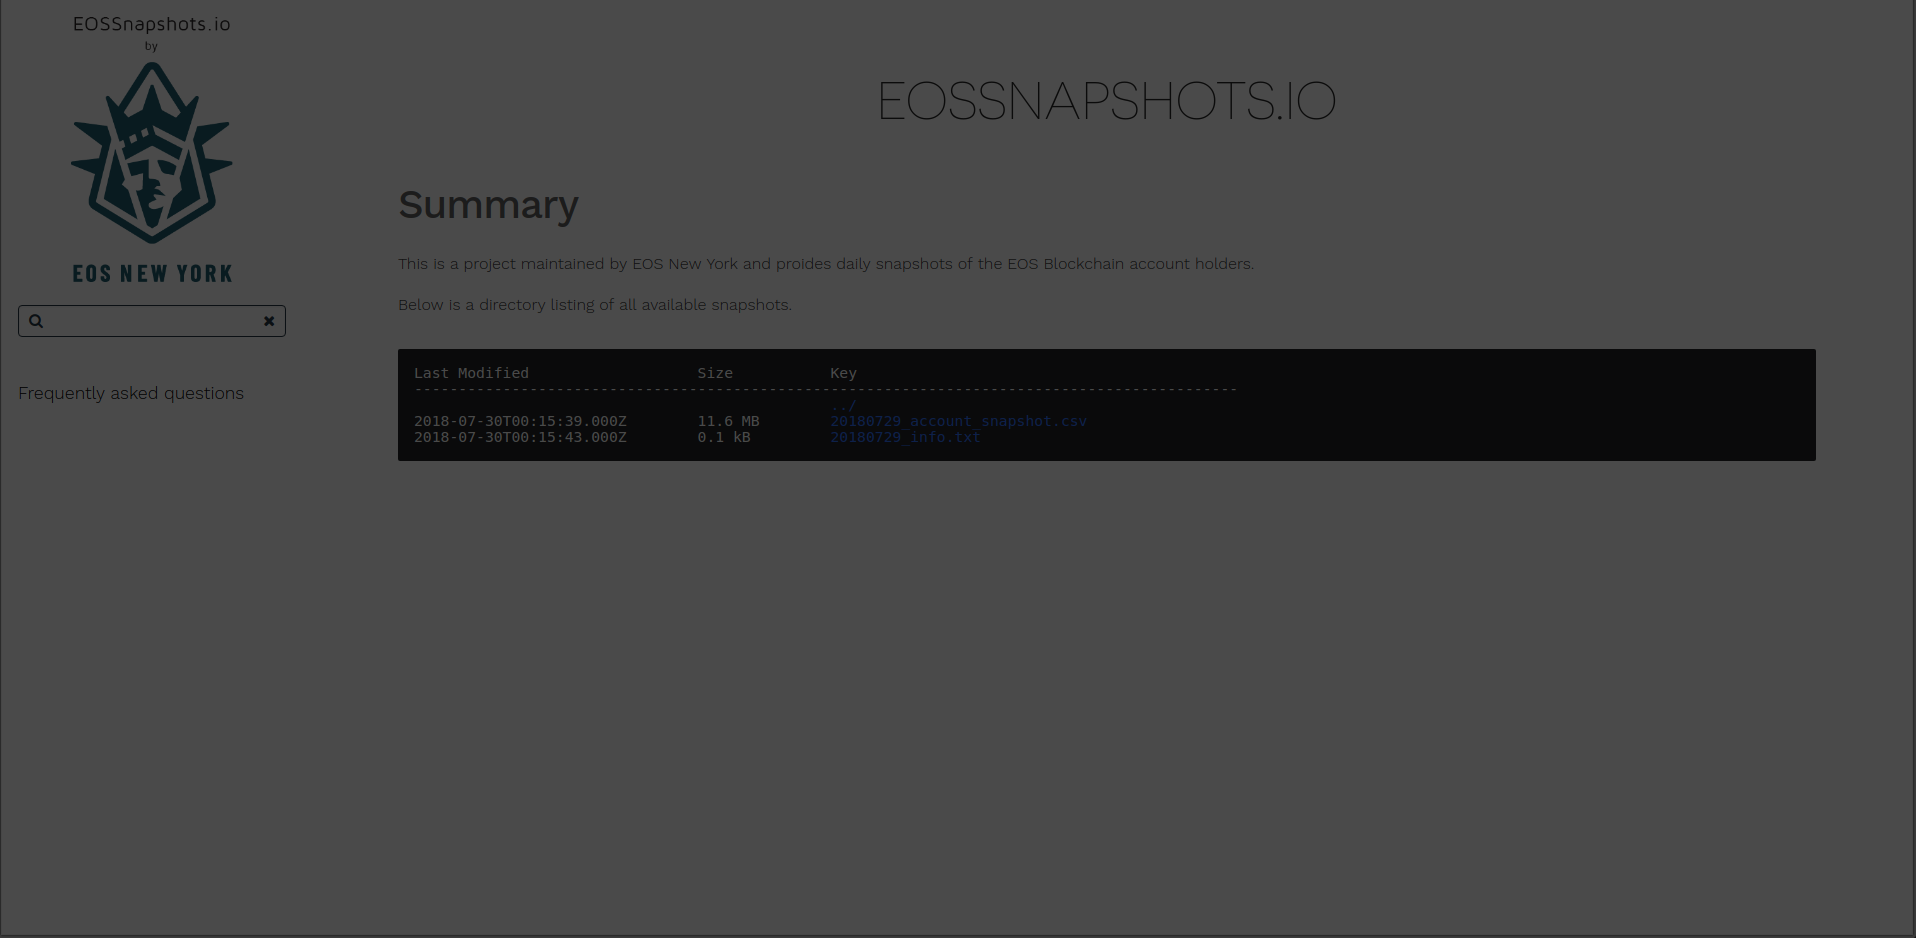 EOSSnapshots.io
by
EOS NEW YORK
Frequently asked questions
EOSSNAPSHOTS.IO
Summary
This is a project maintained by EOS New York and proides daily snapshots of the EOS Blockchain account holders.
Below is a directory listing of all available snapshots.
Last Modified Size Key
---------------------------------------------------------------------------------------------
../
2018-07-30T00:15:39.000Z 11.6 MB 20180729_account_snapshot.csv
2018-07-30T00:15:43.000Z 0.1 kB 20180729_info.txt